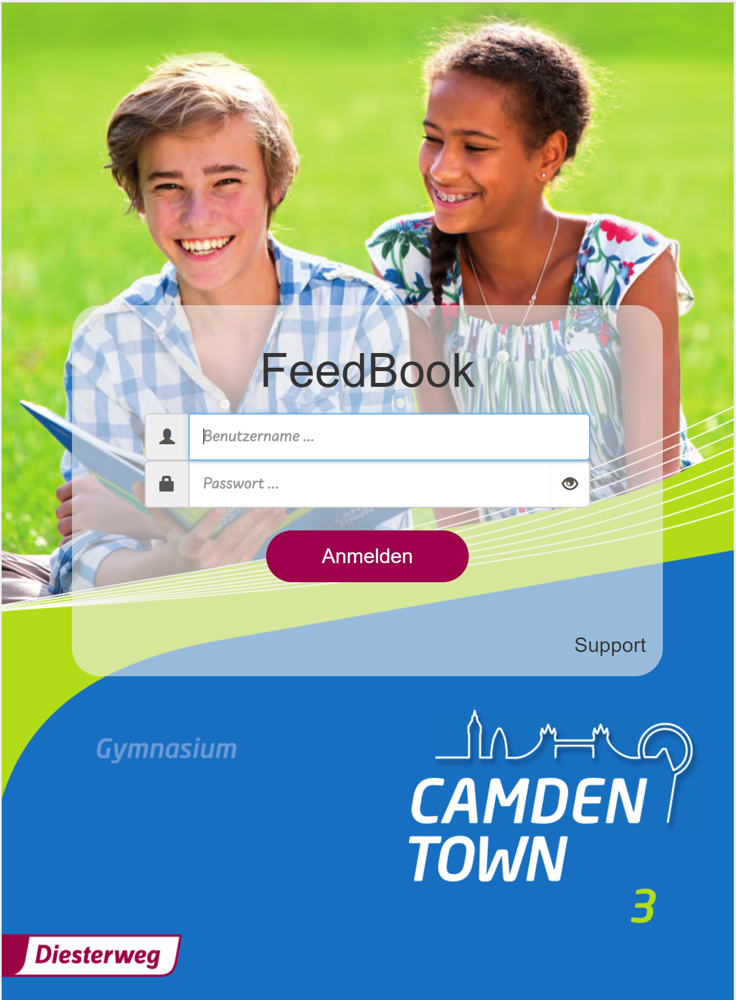 FeedBook
Benutzername ...
Passwort ...
Anmelden
Support
Gymnasium
CAMDEN
TOWN
3
Diesterweg